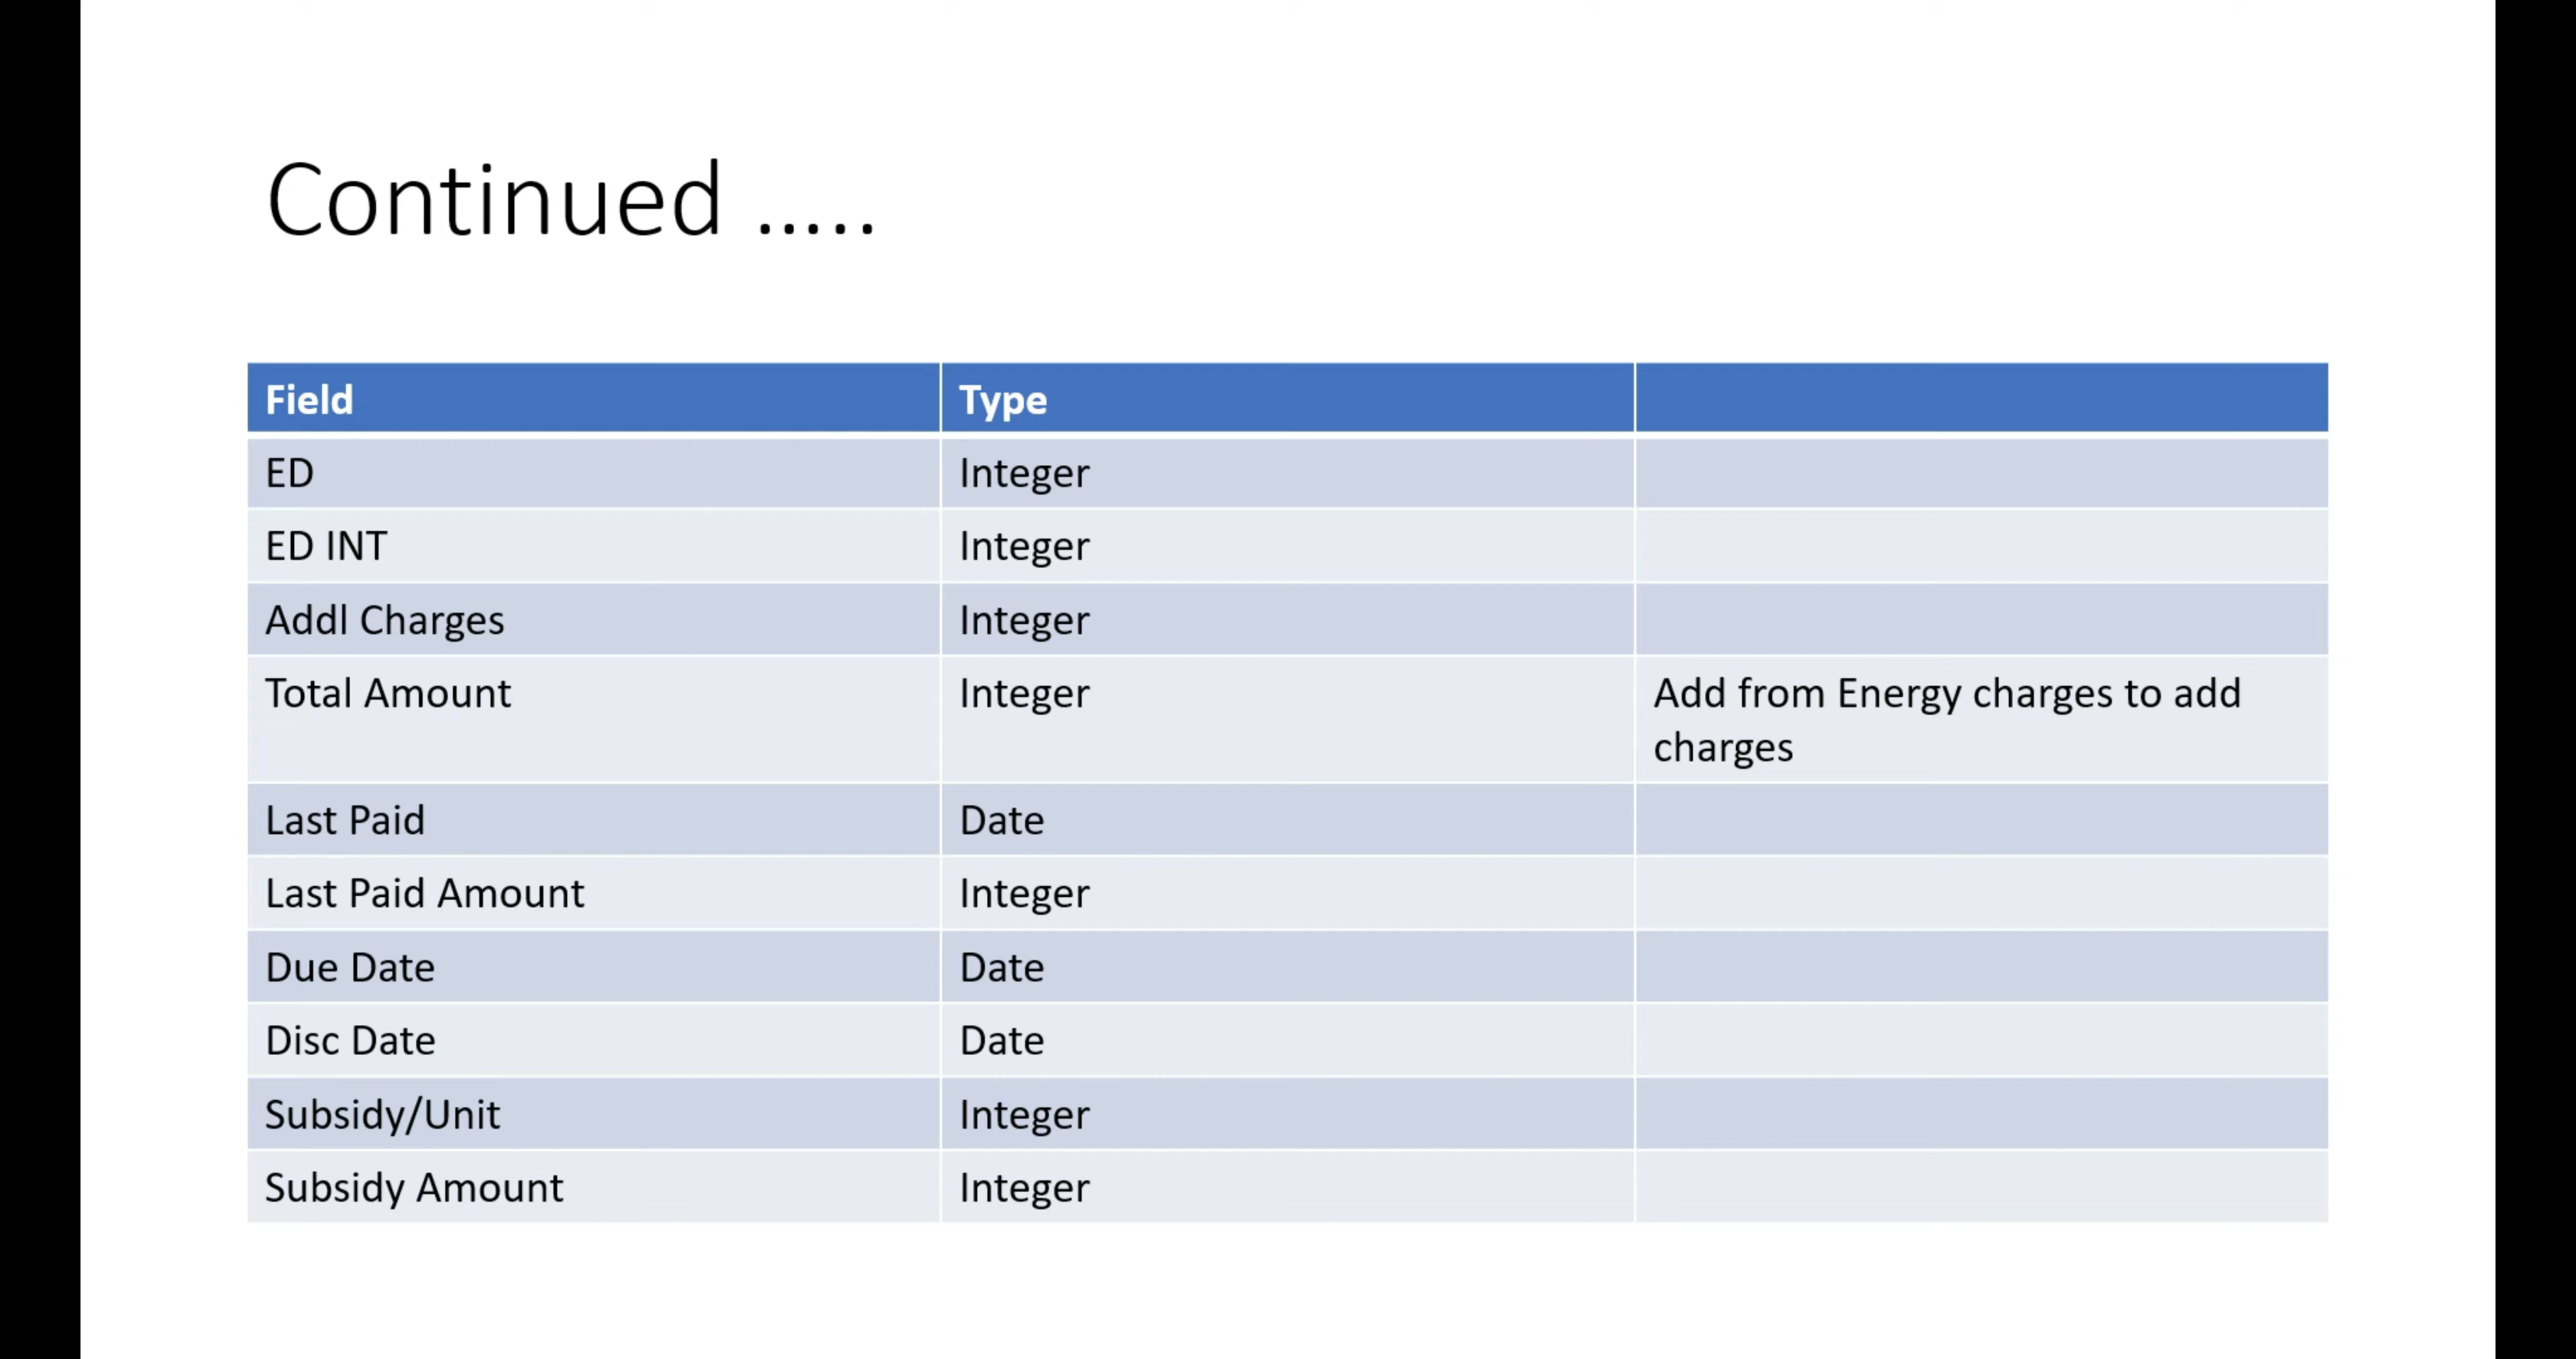 Continued .....
Field Type
ED Integer
ED INT Integer
Addl Charges Integer
Total Amount Integer Add from Energy charges to add
charges
Last Paid Date
Last Paid Amount Integer
Due Date Date
Disc Date Date
Subsidy/Unit Integer
Subsidy Amount Integer